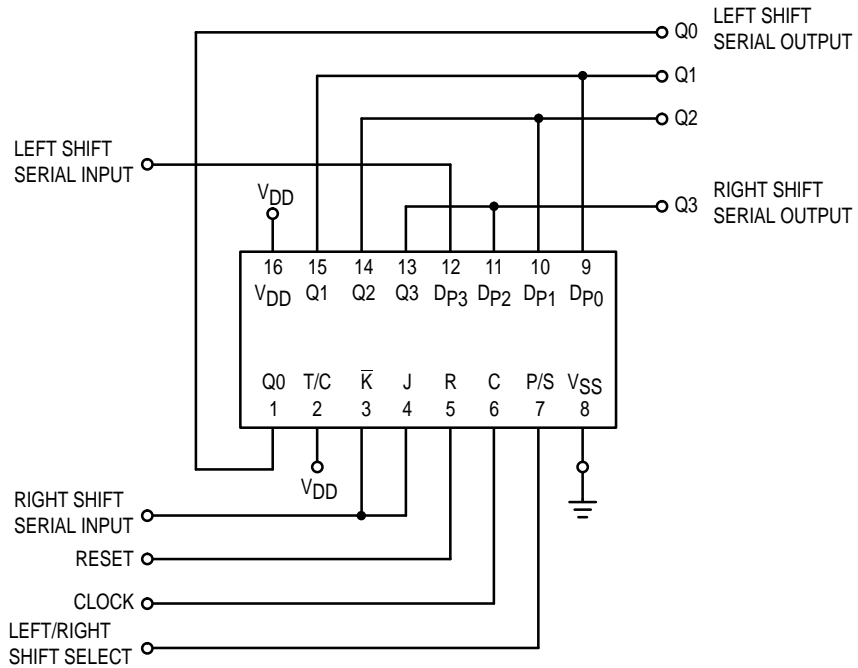 LEFT SHIFT
Q0 SERIAL OUTPUT
Q1
Q2
LEFT SHIFT
SERIAL INPUT
VDD
RIGHT SHIFT
Q3 SERIAL OUTPUT
16 15 14 13 12 11 10 9
VDD Q1 Q2 Q3 DP3 DP2 DP1 DP0
Q0 T/C K̅ J R C P/S VSS
1 2 3 4 5 6 7 8
VDD
RIGHT SHIFT
SERIAL INPUT
RESET
CLOCK
LEFT/RIGHT
SHIFT SELECT